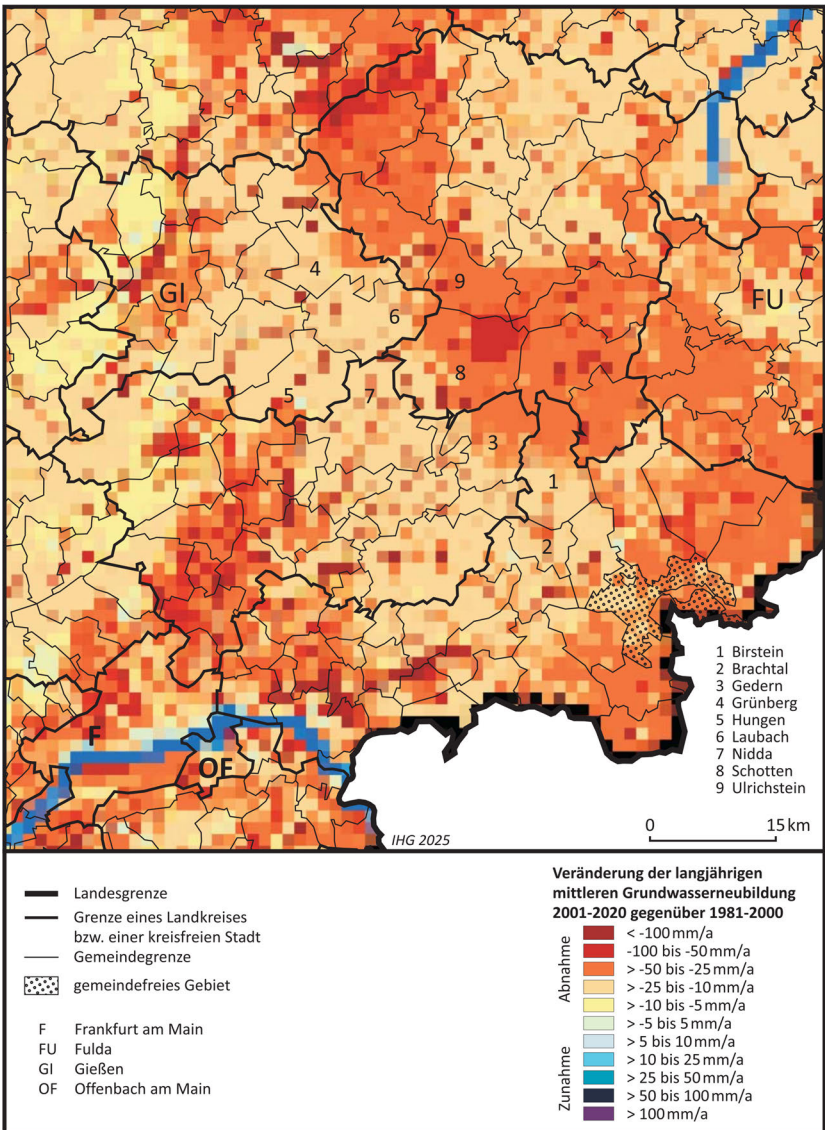 4
9
GI
FU
6
8
7
5
3
1
2
1 Birstein
2 Brachtal
3 Gedern
4 Grünberg
5 Hungen
6 Laubach
7 Nidda
8 Schotten
9 Ulrichstein
F
OF
0 15 km
IHG 2025
Landesgrenze
Grenze eines Landkreises
bzw. einer kreisfreien Stadt
Gemeindegrenze
gemeindefreies Gebiet
F Frankfurt am Main
FU Fulda
GI Gießen
OF Offenbach am Main
Veränderung der langjährigen
mittleren Grundwasserneubildung
2001-2020 gegenüber 1981-2000
Abnahme
< -100 mm/a
-100 bis -50 mm/a
> -50 bis -25 mm/a
> -25 bis -10 mm/a
> -10 bis -5 mm/a
> -5 bis 5 mm/a
Zunahme
> 5 bis 10 mm/a
> 10 bis 25 mm/a
> 25 bis 50 mm/a
> 50 bis 100 mm/a
> 100 mm/a